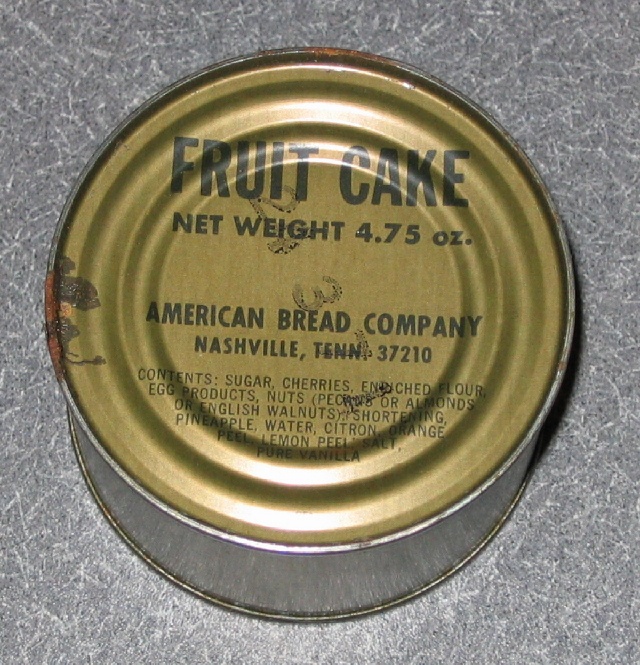 FRUIT CAKE
NET WEIGHT 4.75 oz.
AMERICAN BREAD COMPANY
NASHVILLE, TENN. 37210
CONTENTS: SUGAR, CHERRIES, ENRICHED FLOUR,
EGG PRODUCTS, NUTS (PECANS OR ALMONDS
OR ENGLISH WALNUTS), SHORTENING,
PINEAPPLE, WATER, CITRON, ORANGE
PEEL, LEMON PEEL, SALT,
PURE VANILLA